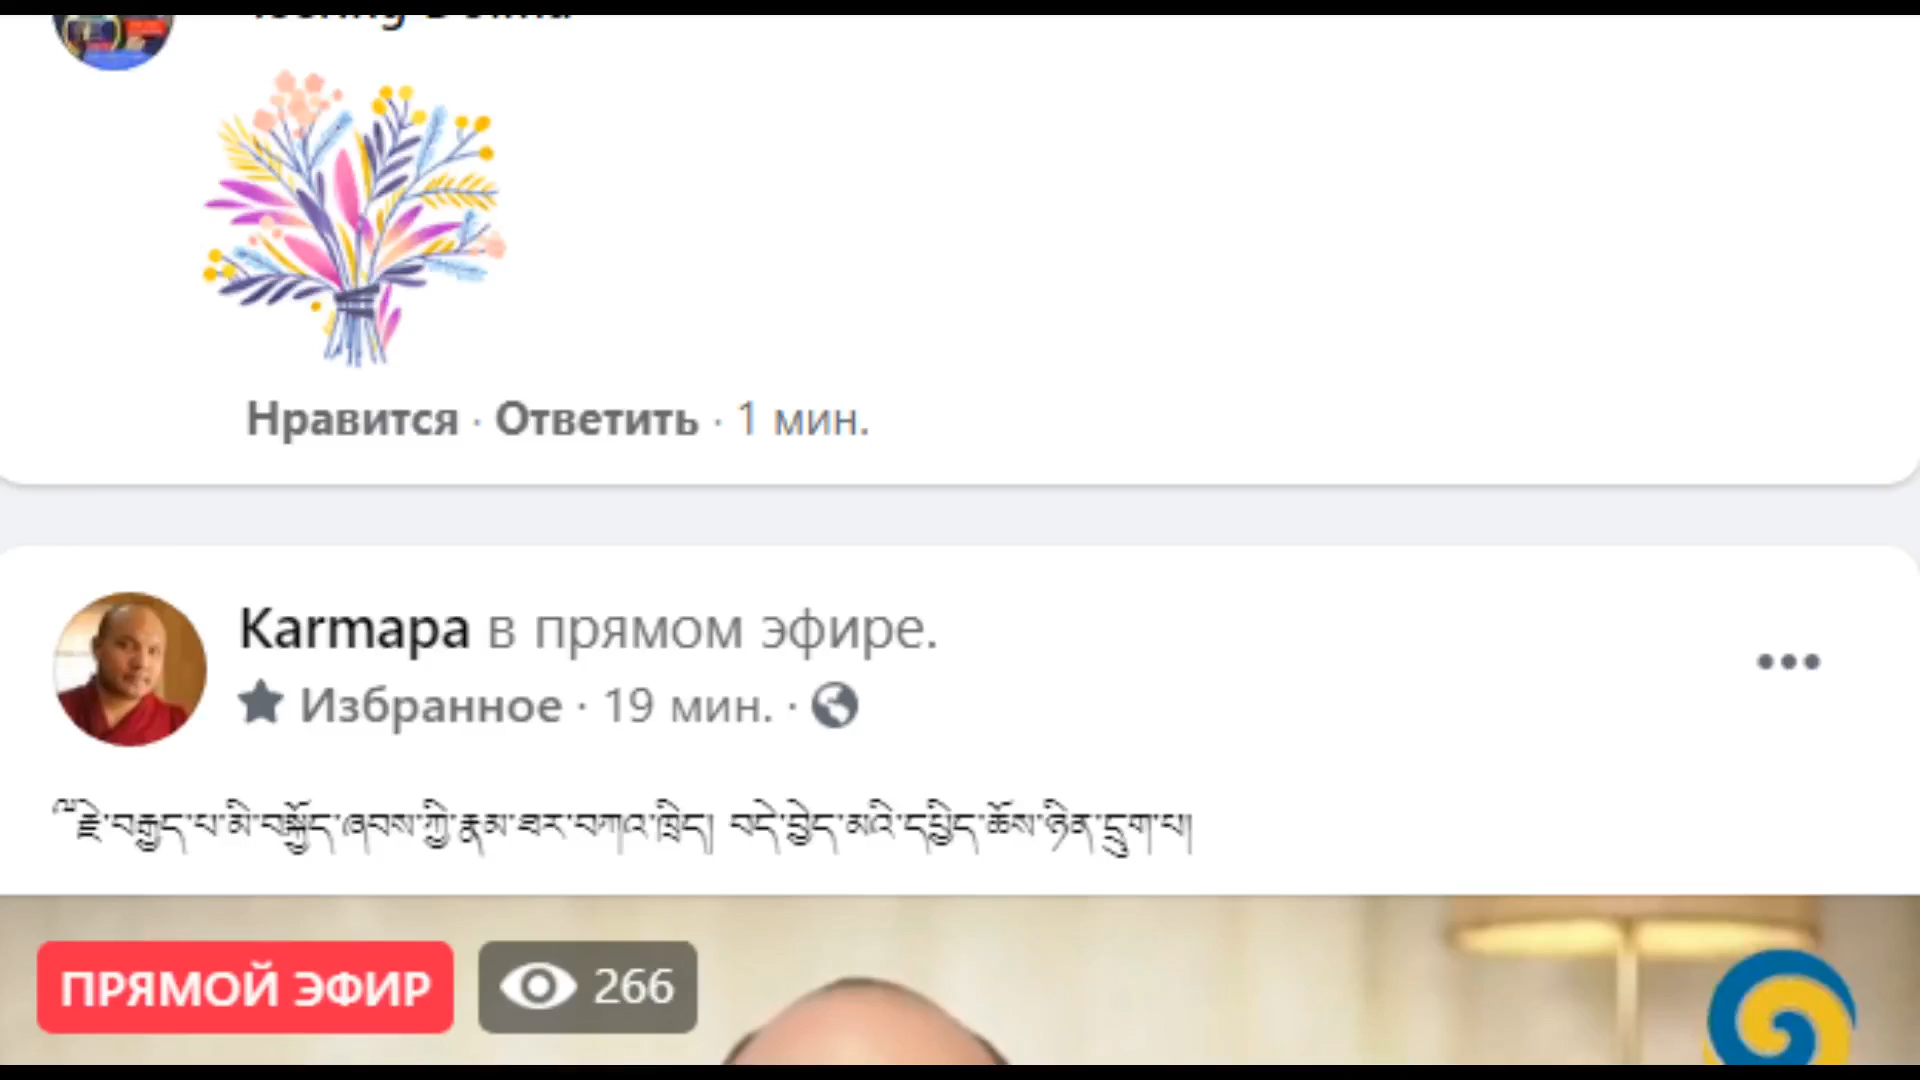 Нравится · Ответить · 1 мин.
Karmapa в прямом эфире.
Избранное · 19 мин. ·
༸རྗེ་བརྒྱད་པ་མི་བསྐྱོད་ཞབས་ཀྱི་རྣམ་ཐར་བཀའ་ཁྲིད། བདེ་བྱེད་མའི་དཔྱིད་ཆོས་ཉིན་དྲུག་པ།
ПРЯМОЙ ЭФИР 266